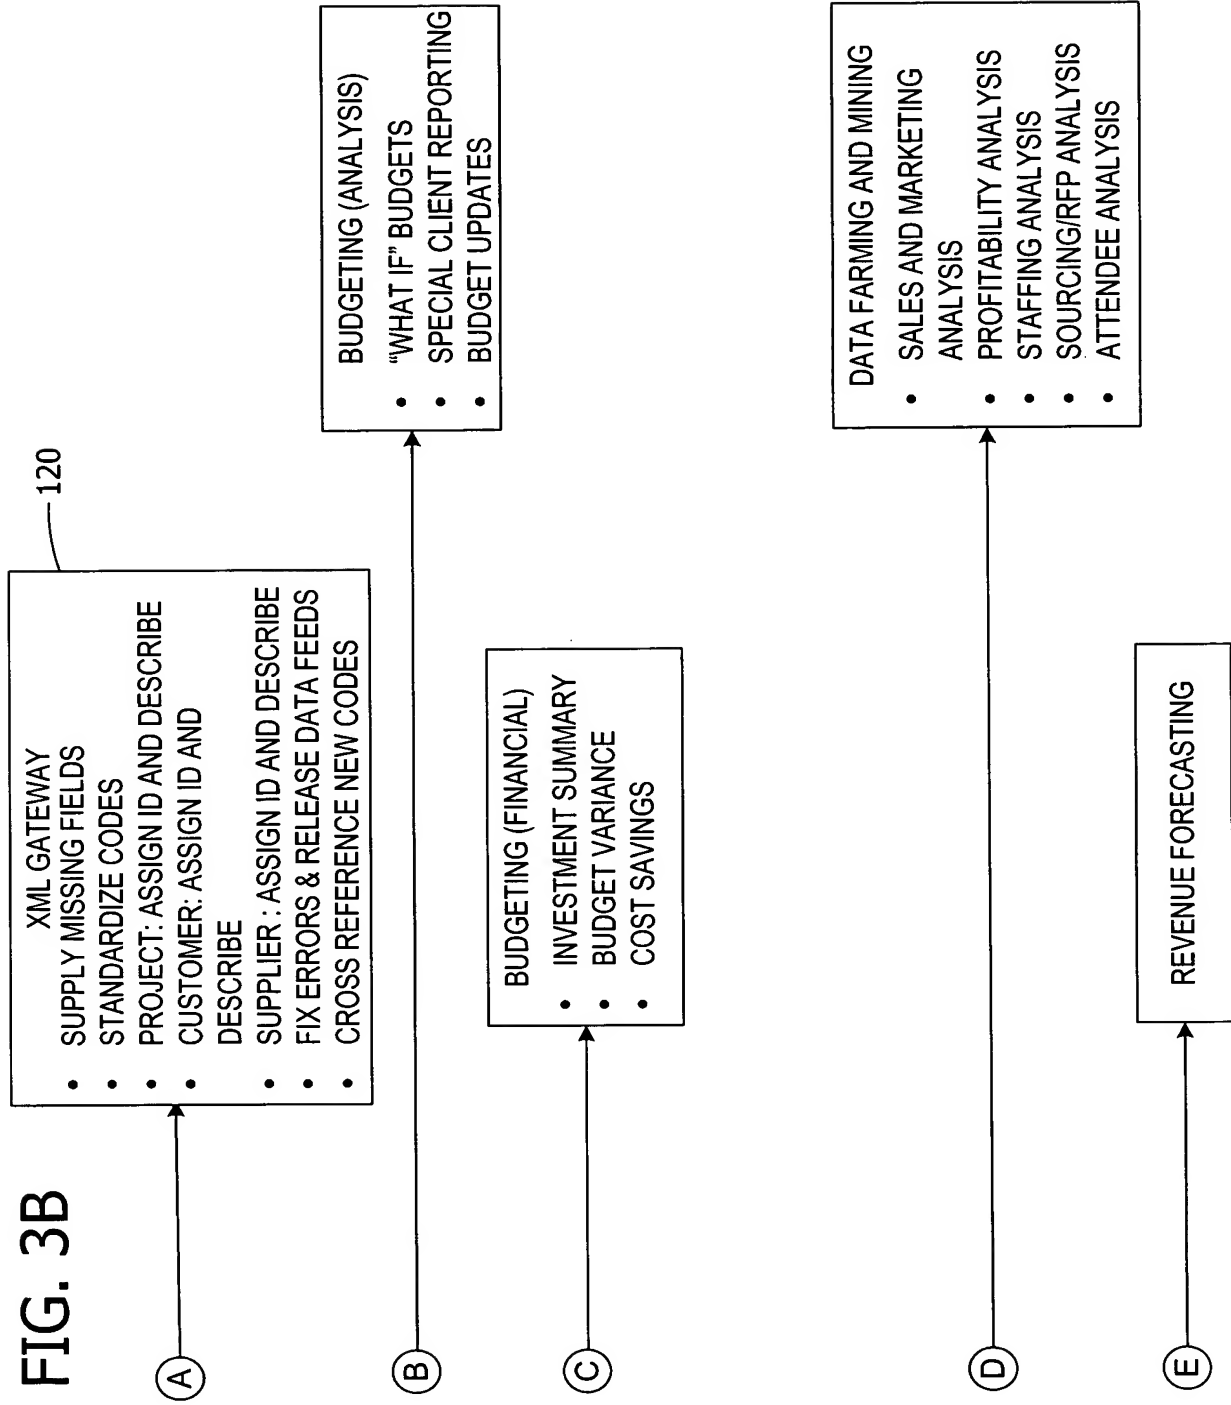 FIG. 3B
A
XML GATEWAY
• SUPPLY MISSING FIELDS
• STANDARDIZE CODES
• PROJECT: ASSIGN ID AND DESCRIBE
• CUSTOMER: ASSIGN ID AND
DESCRIBE
• SUPPLIER : ASSIGN ID AND DESCRIBE
• FIX ERRORS & RELEASE DATA FEEDS
• CROSS REFERENCE NEW CODES
120
B
BUDGETING (ANALYSIS)
• “WHAT IF” BUDGETS
• SPECIAL CLIENT REPORTING
• BUDGET UPDATES
C
BUDGETING (FINANCIAL)
• INVESTMENT SUMMARY
• BUDGET VARIANCE
• COST SAVINGS
D
DATA FARMING AND MINING
• SALES AND MARKETING
ANALYSIS
• PROFITABILITY ANALYSIS
• STAFFING ANALYSIS
• SOURCING/RFP ANALYSIS
• ATTENDEE ANALYSIS
E
REVENUE FORECASTING